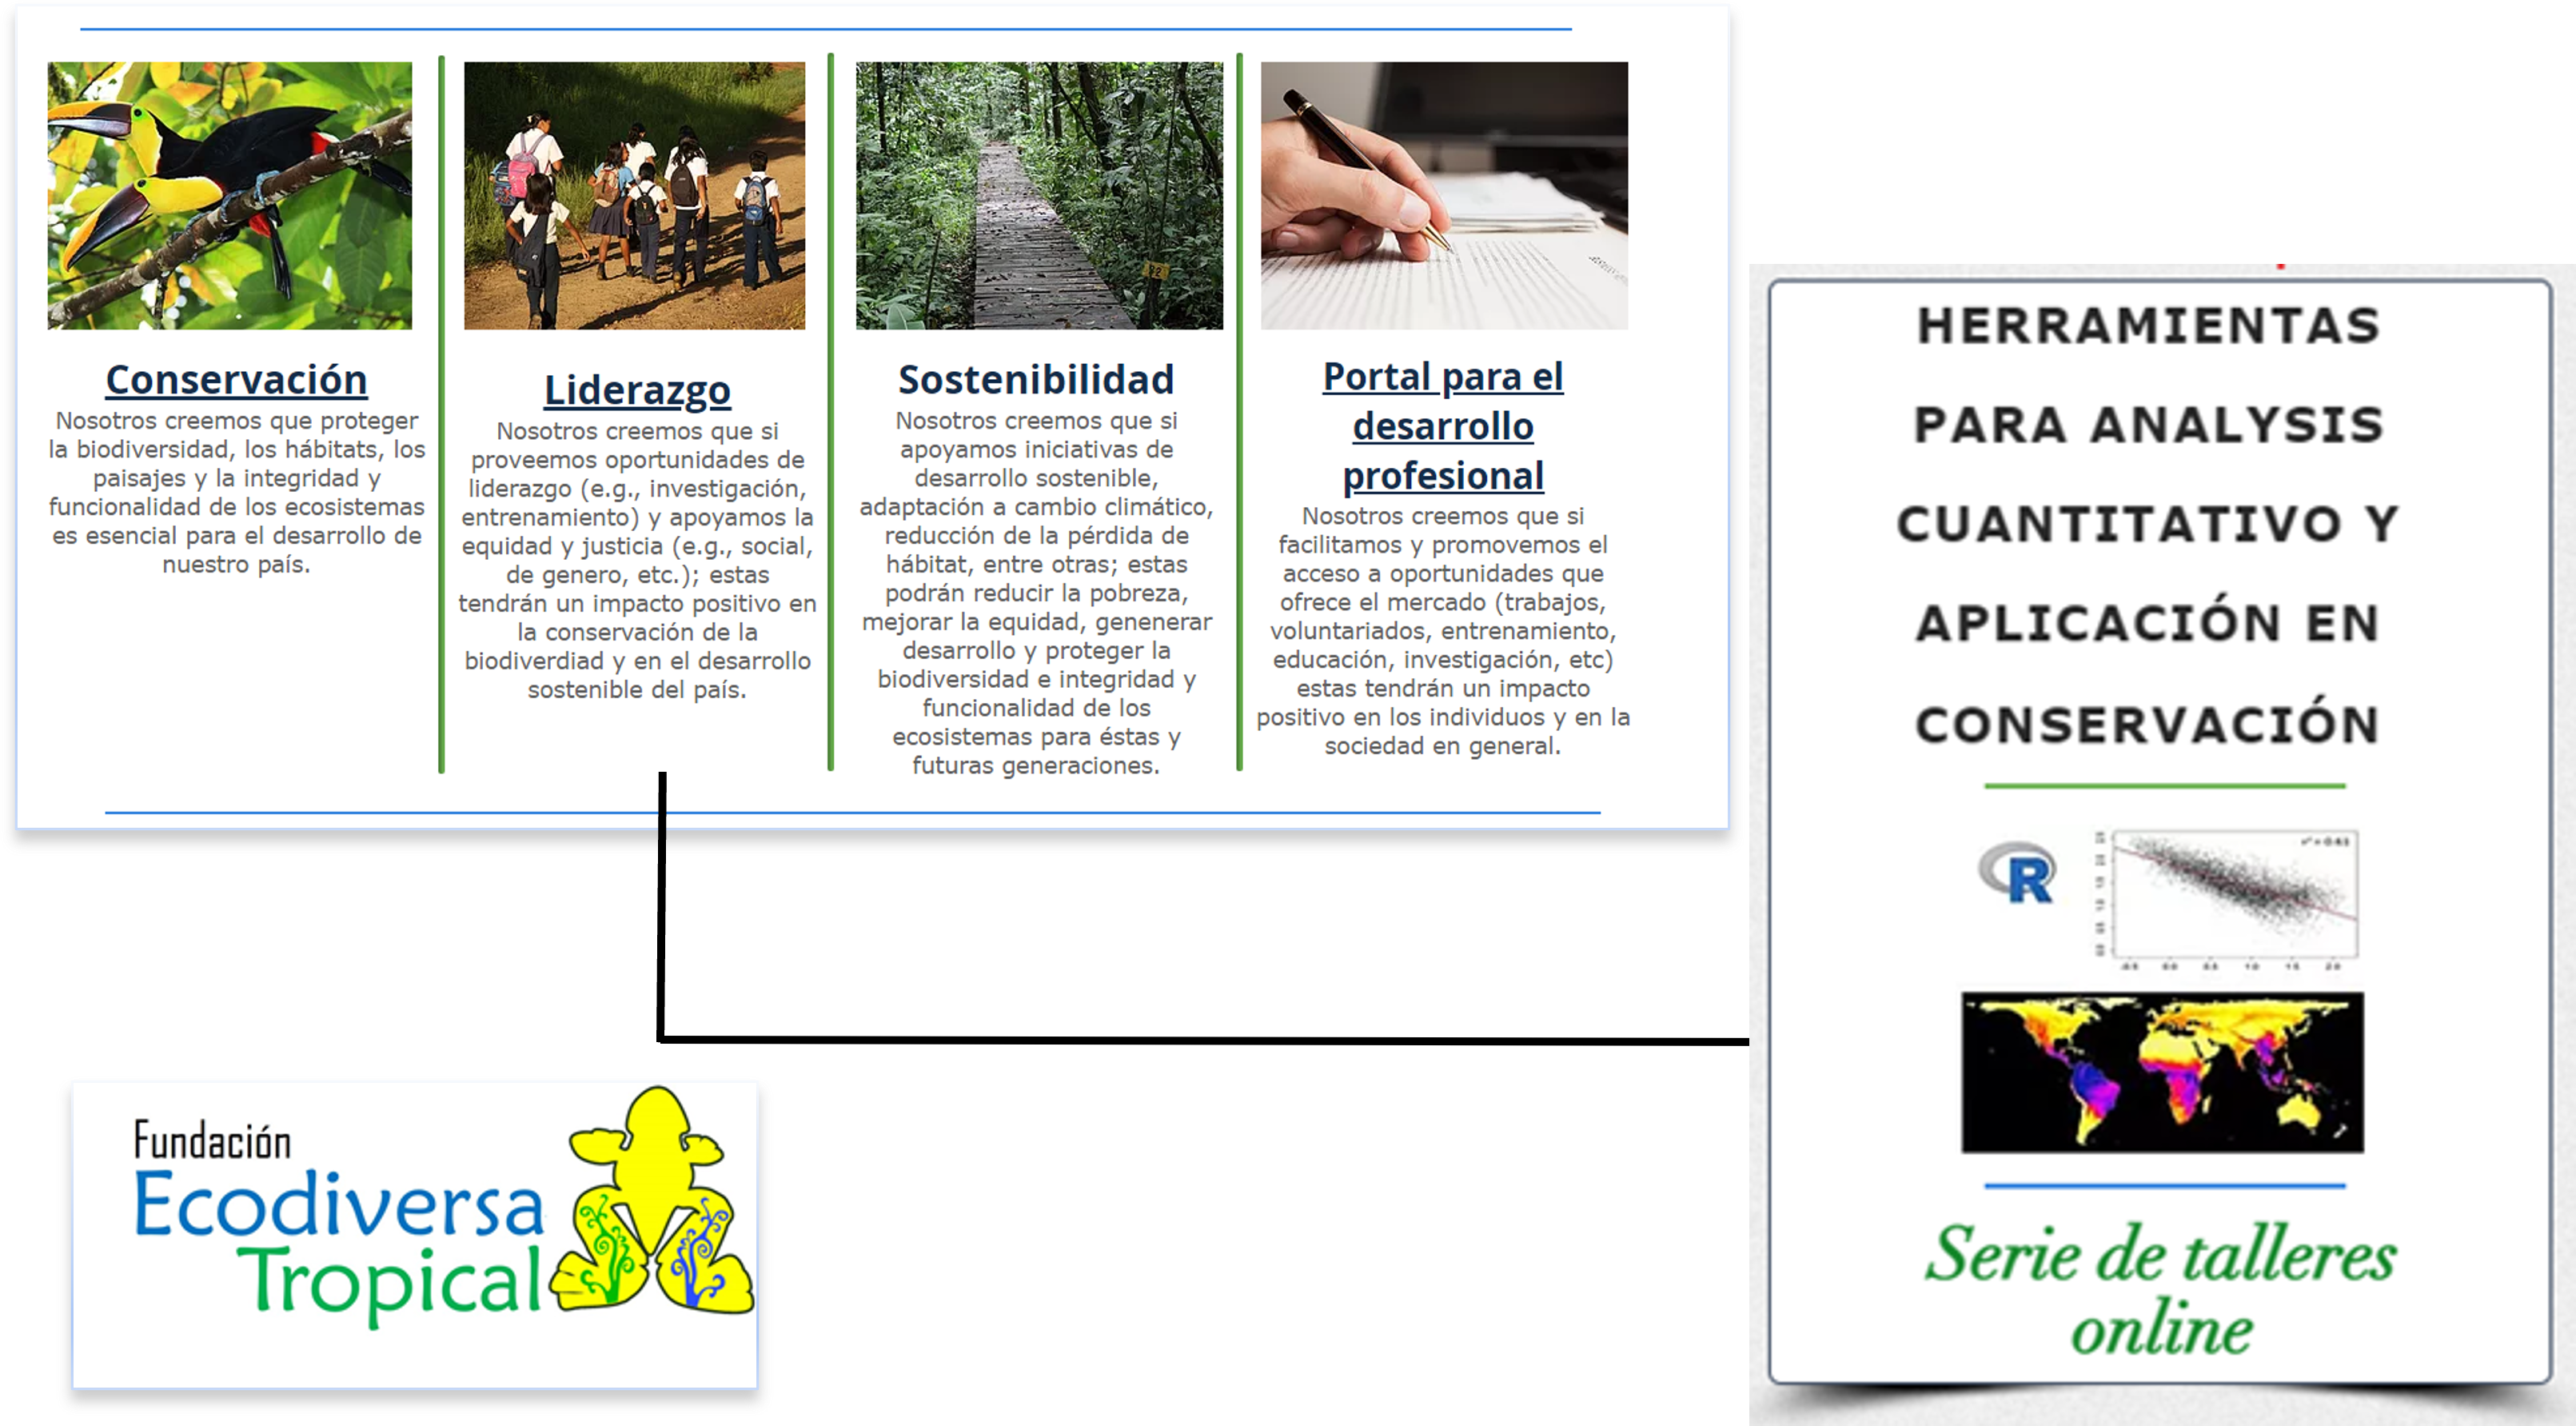 Conservación
Nosotros creemos que proteger
la biodiversidad, los hábitats, los
paisajes y la integridad y
funcionalidad de los ecosistemas
es esencial para el desarrollo de
nuestro país.
Liderazgo
Nosotros creemos que si
proveemos oportunidades de
liderazgo (e.g., investigación,
entrenamiento) y apoyamos la
equidad y justicia (e.g., social,
de genero, etc.); estas
tendrán un impacto positivo en
la conservación de la
biodiverdiad y en el desarrollo
sostenible del país.
Sostenibilidad
Nosotros creemos que si
apoyamos iniciativas de
desarrollo sostenible,
adaptación a cambio climático,
reducción de la pérdida de
hábitat, entre otras; estas
podrán reducir la pobreza,
mejorar la equidad, genenerar
desarrollo y proteger la
biodiversidad e integridad y
funcionalidad de los
ecosistemas para éstas y
futuras generaciones.
Portal para el
desarrollo
profesional
Nosotros creemos que si
facilitamos y promovemos el
acceso a oportunidades que
ofrece el mercado (trabajos,
voluntariados, entrenamiento,
educación, investigación, etc)
estas tendrán un impacto
positivo en los individuos y en la
sociedad en general.
HERRAMIENTAS
PARA ANALYSIS
CUANTITATIVO Y
APLICACIÓN EN
CONSERVACIÓN
R
Serie de talleres
online
Fundación
Ecodiversa
Tropical